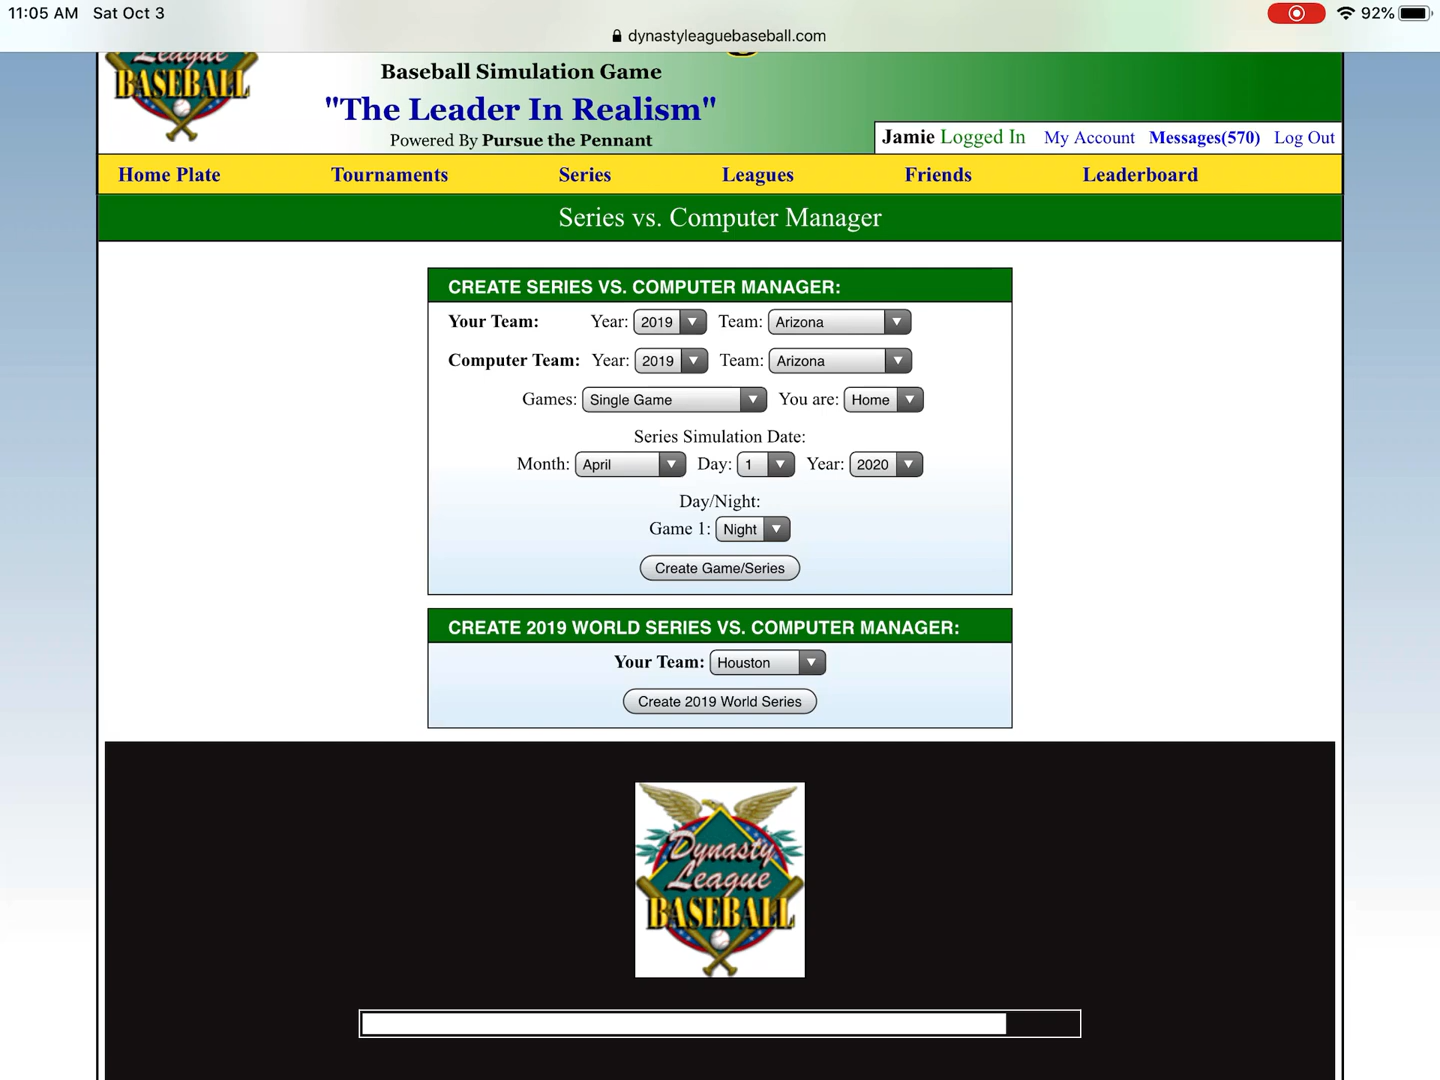 11:05 AM Sat Oct 3 92%
dynastyleaguebaseball.com
League
BASEBALL
Baseball Simulation Game
"The Leader In Realism"
Powered By Pursue the Pennant
Jamie Logged In My Account Messages(570) Log Out
Home Plate Tournaments Series Leagues Friends Leaderboard
Series vs. Computer Manager
CREATE SERIES VS. COMPUTER MANAGER:
Your Team: Year: 2019 Team: Arizona
Computer Team: Year: 2019 Team: Arizona
Games: Single Game You are: Home
Series Simulation Date:
Month: April Day: 1 Year: 2020
Day/Night:
Game 1: Night
Create Game/Series
CREATE 2019 WORLD SERIES VS. COMPUTER MANAGER:
Your Team: Houston
Create 2019 World Series
Dynasty
League
BASEBALL